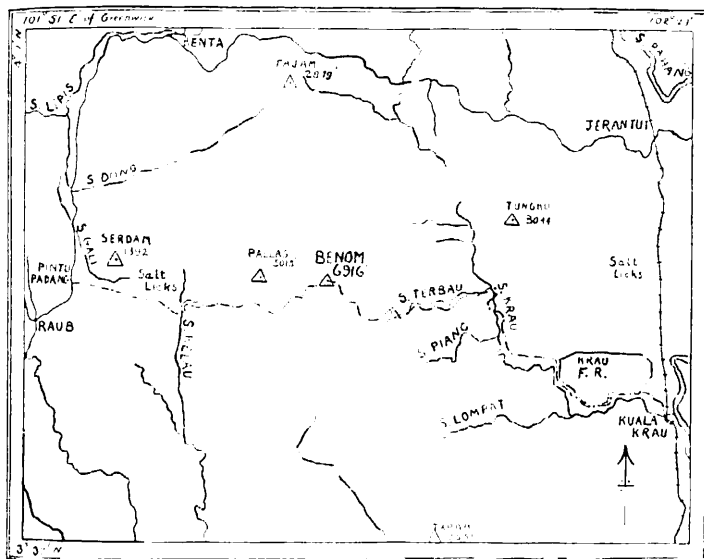 101° 51 E of Greenwich
BENTA
S. LIPIS
JERANTUT
S. DONG
2819
SERDAM
1392
PINTU
PADANG
Salt
Licks
PALLAS
BENOM
6916
TUNGKU
3044
S. TERBAU
S. KRAU
Salt
Licks
RAUB
S. PIANG
KRAU
F. R.
S. LOMPAT
KUALA
KRAU